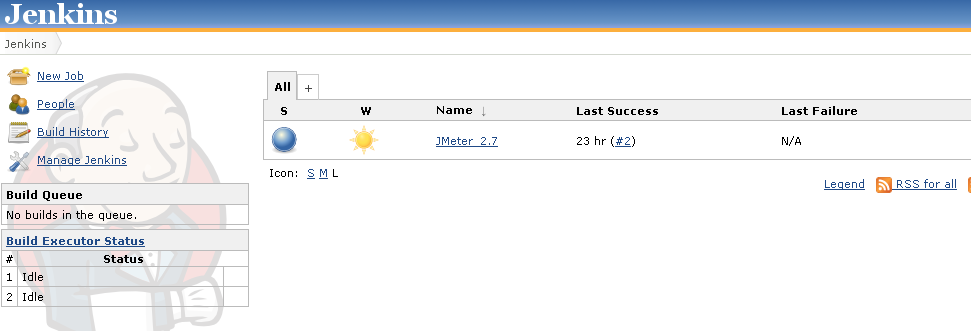 Jenkins
Jenkins
New Job
People
Build History
Manage Jenkins
Build Queue
No builds in the queue.
Build Executor Status
# Status
1 Idle
2 Idle
All +
S W Name ↓ Last Success Last Failure
JMeter 2.7 23 hr (#2) N/A
Icon: S M L
Legend RSS for all